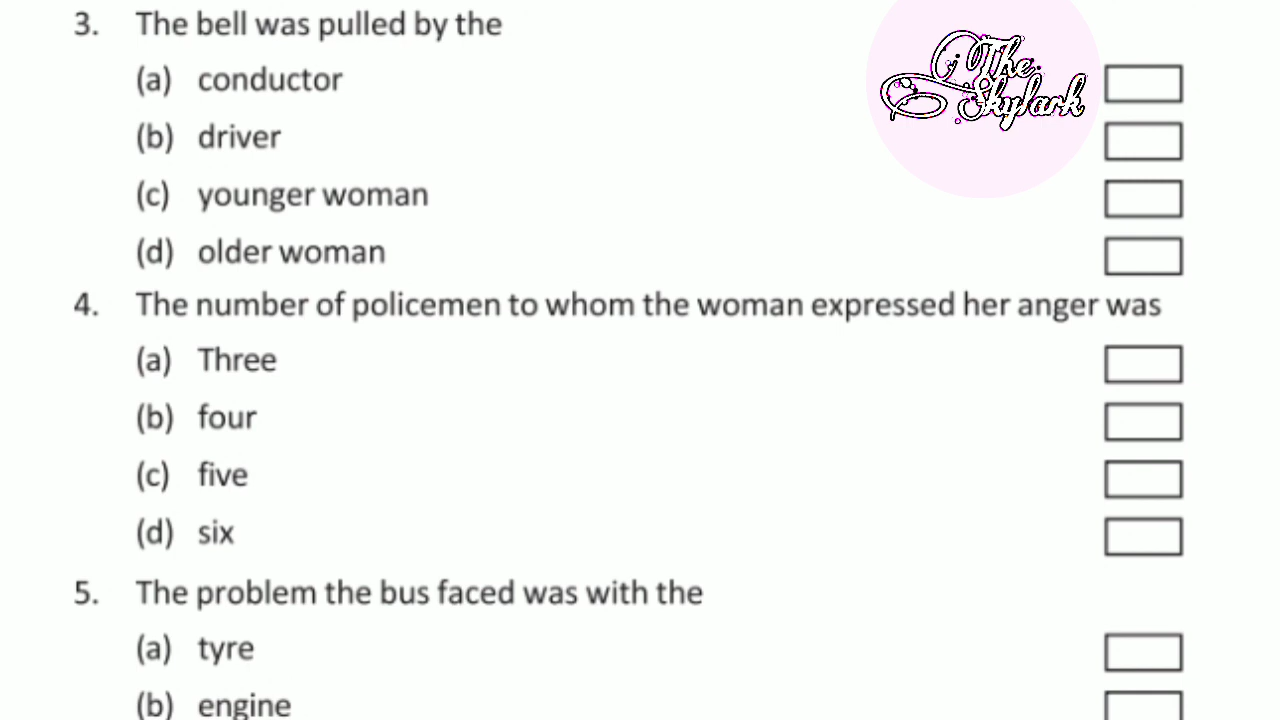 3. The bell was pulled by the
(a) conductor
The
Skylark
(b) driver
(c) younger woman
(d) older woman
4. The number of policemen to whom the woman expressed her anger was
(a) Three
(b) four
(c) five
(d) six
5. The problem the bus faced was with the
(a) tyre
(b) engine